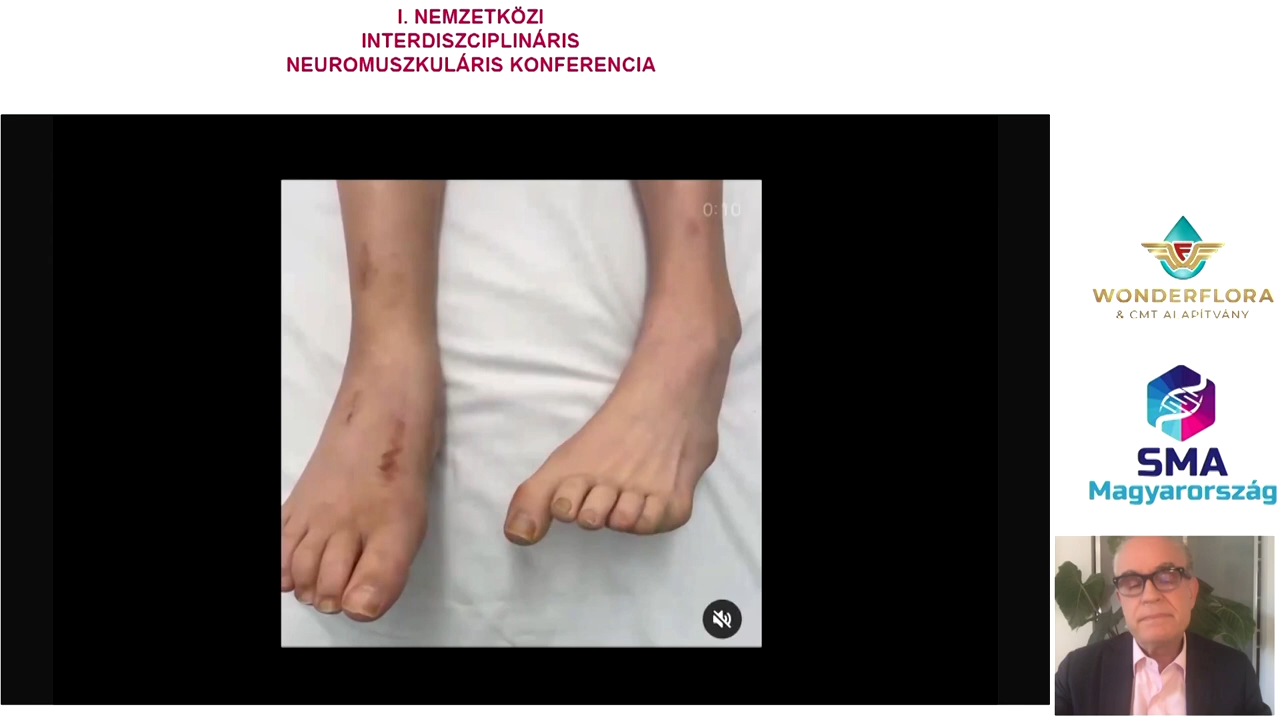 I. NEMZETKÖZI
INTERDISZCIPLINÁRIS
NEUROMUSZKULÁRIS KONFERENCIA
0:10
WONDERFLORA
& CMT ALAPÍTVÁNY
SMA
Magyarország